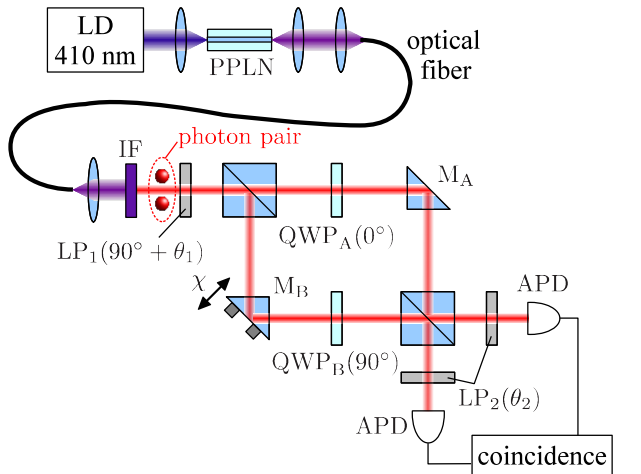 LD
410 nm
PPLN
optical
fiber
IF
photon pair
M_A
QWP_A(0°)
LP_1(90° + θ_1)
χ
M_B
APD
QWP_B(90°)
LP_2(θ_2)
APD
coincidence